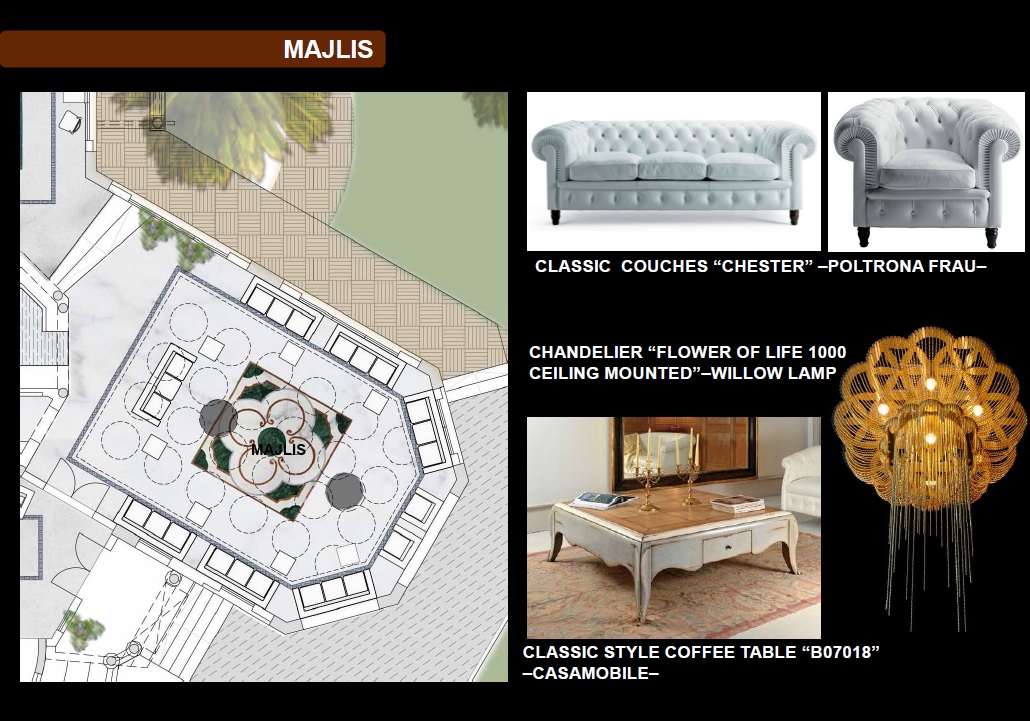 MAJLIS
MAJLIS
CLASSIC COUCHES “CHESTER” –POLTRONA FRAU–
CHANDELIER “FLOWER OF LIFE 1000
CEILING MOUNTED”–WILLOW LAMP
CLASSIC STYLE COFFEE TABLE “B07018”
–CASAMOBILE–